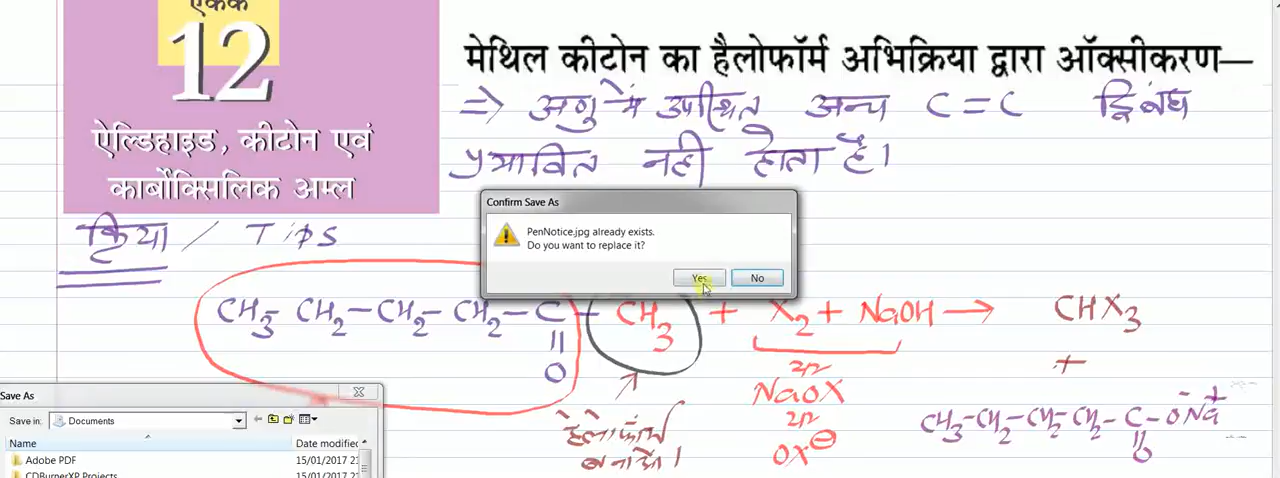 एकक
12
ऐल्डिहाइड, कीटोन एवं
कार्बोक्सिलिक अम्ल
मेथिल कीटोन का हैलोफॉर्म अभिक्रिया द्वारा ऑक्सीकरण—
=> अणु में उपस्थित अन्य C=C द्विबंध
प्रभावित नही होता है।
क्रिया / Tips
Confirm Save As
PenNotice.jpg already exists.
Do you want to replace it?
Yes
No
CH3 CH2–CH2–CH2–C–CH3 + X2 + NaOH → CHX3
||
O
या
+
NaOX
या
OX⊖
CH3–CH2–CH2–CH2–C–ŌNa+
||
O
हेलोफॉर्म
बनाता।
Save As
Save in:
Documents
Name
Date modified
Adobe PDF
15/01/2017 2:
CDBurnerXP Projects
15/01/2017 2: